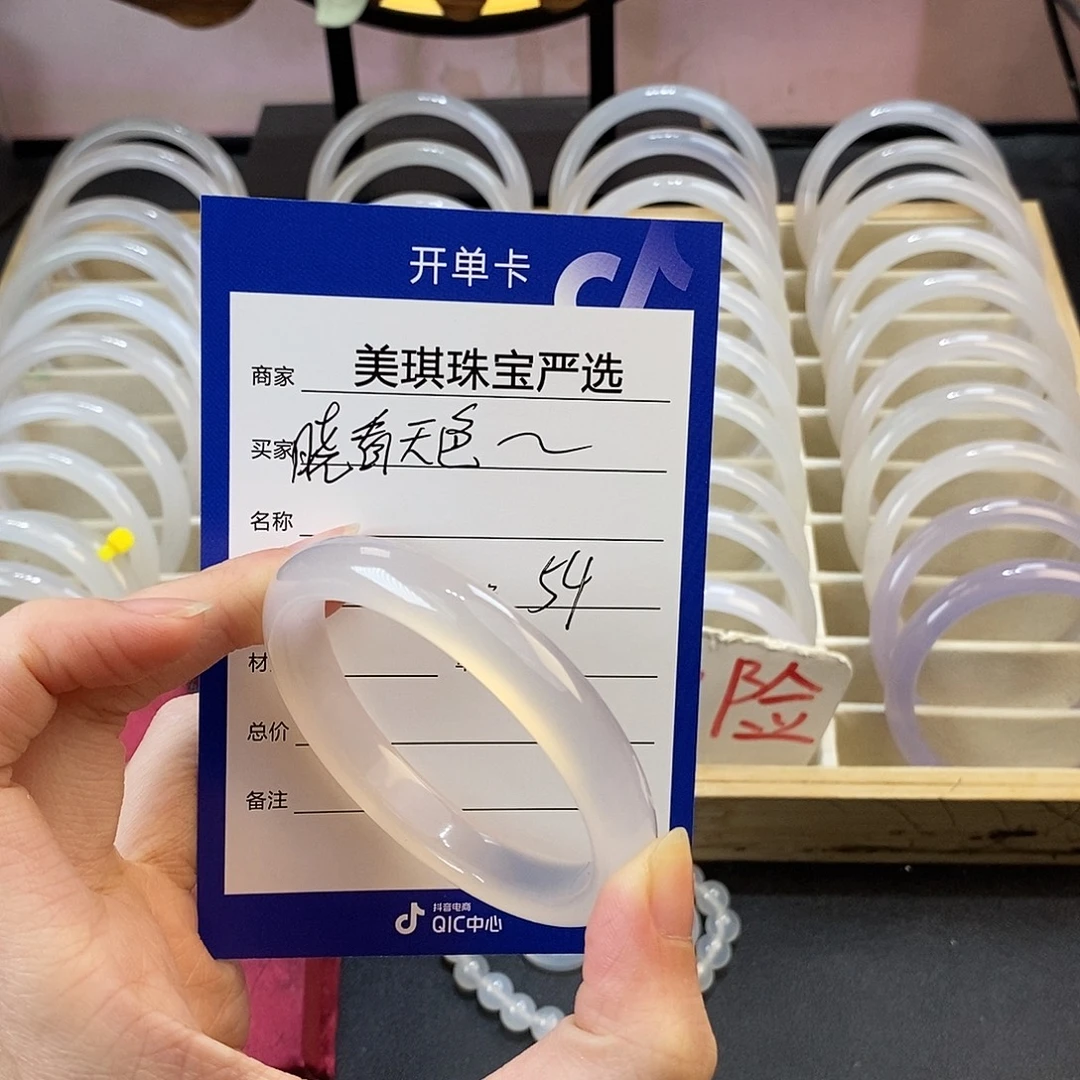 开单卡
商家 美琪珠宝严选
买家 晓看天色~
名称
54
材
总价
备注
险
抖音电商
QIC中心